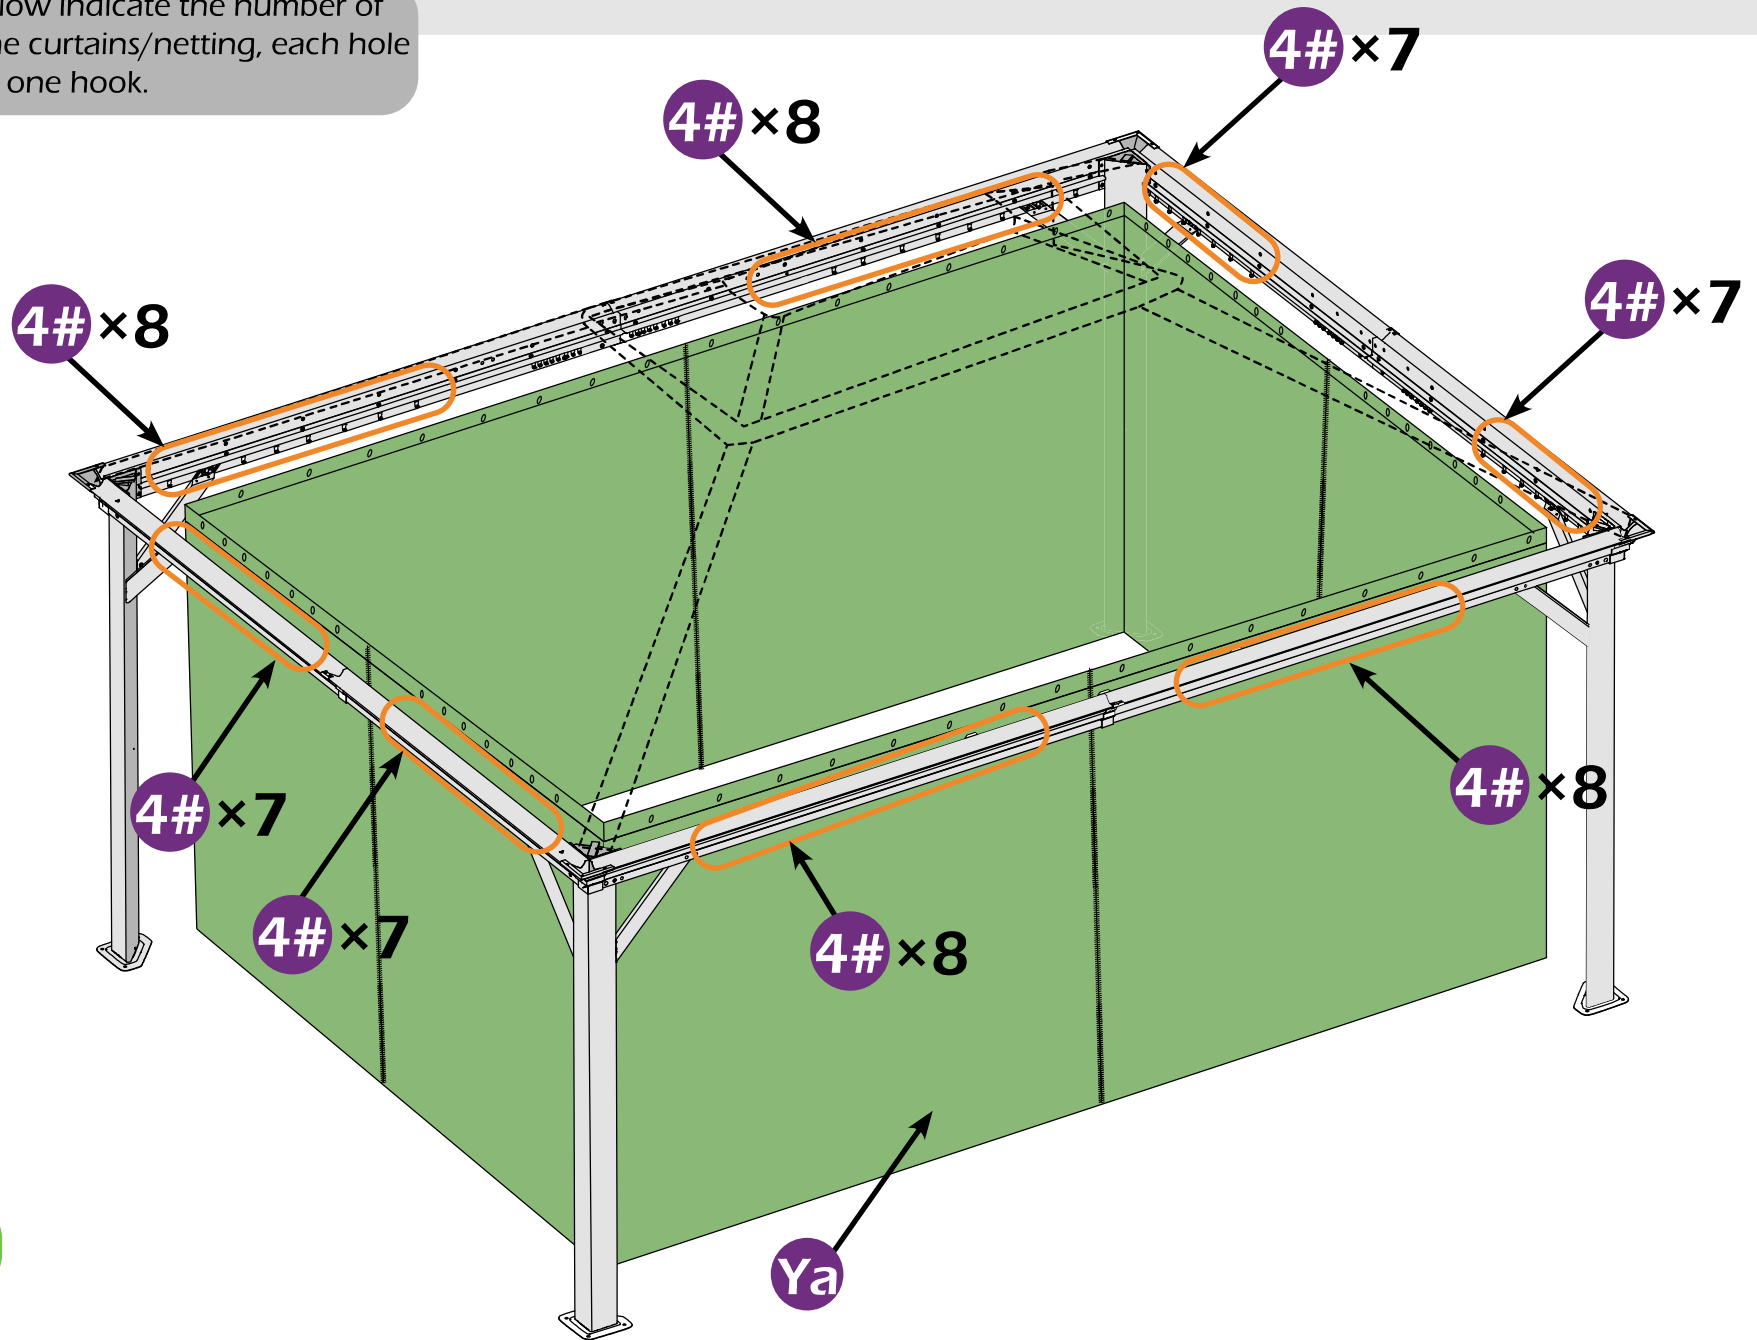 low indicate the number of
he curtains/netting, each hole
one hook.
4# ×7
4# ×8
4# ×8
4# ×7
4# ×7
4# ×8
4# ×7
4# ×8
Ya